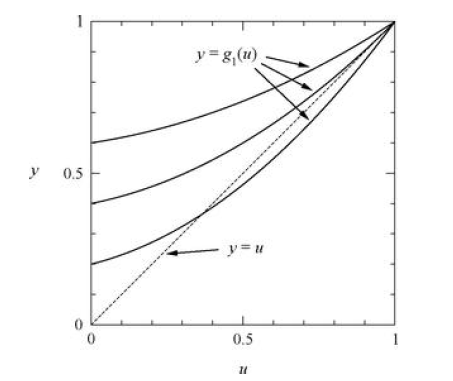 1
y = g₁(u)
y 0.5
y = u
0
0 0.5 1
u